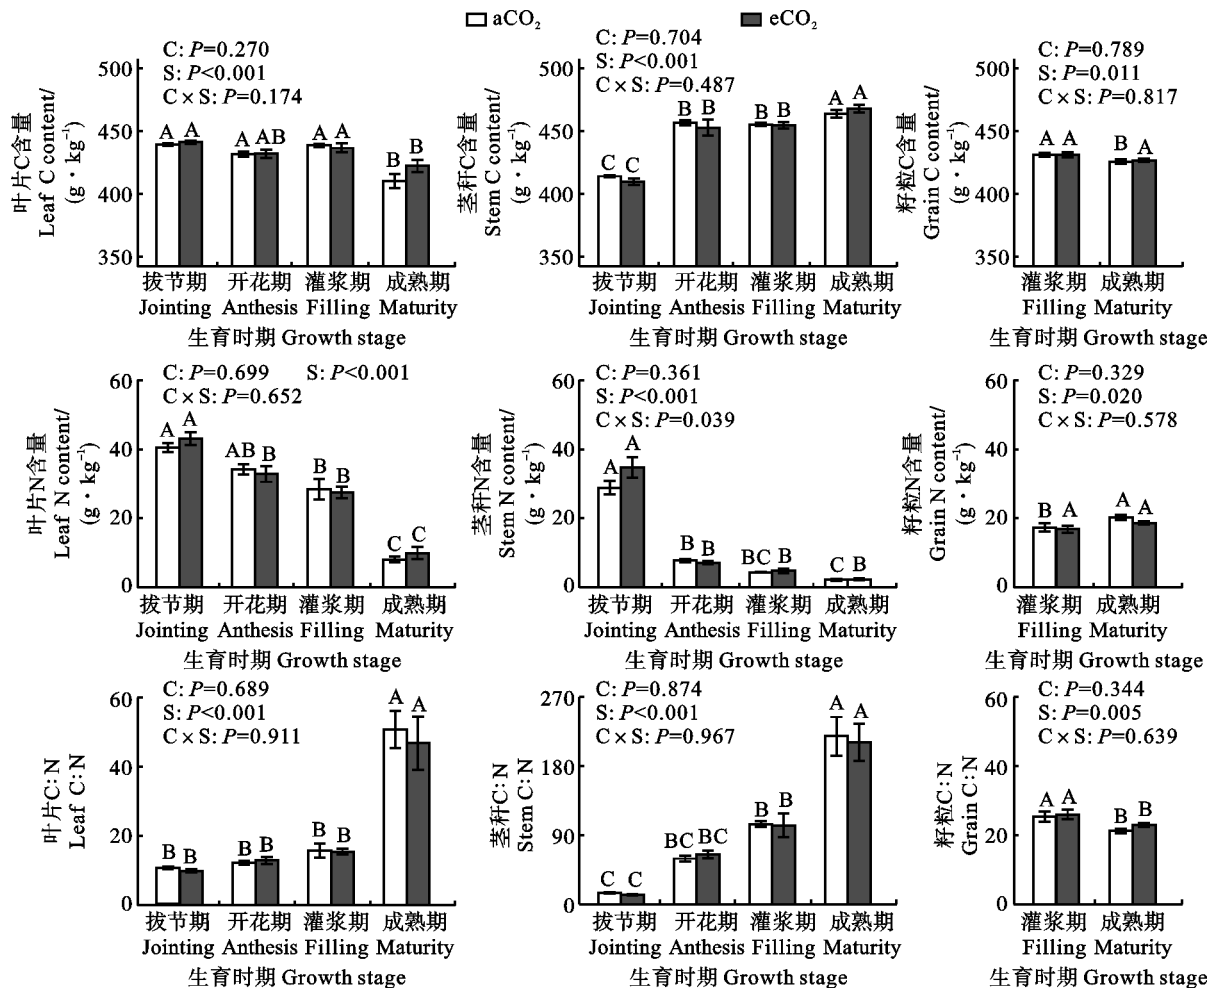 aCO₂ eCO₂
C: P=0.270
S: P<0.001
C×S: P=0.174
叶片C含量
Leaf C content/
(g·kg⁻¹)
500
450
400
350
A A A AB A A B B
拔节期 开花期 灌浆期 成熟期
Jointing Anthesis Filling Maturity
生育时期 Growth stage
C: P=0.704
S: P<0.001
C×S: P=0.487
茎秆C含量
Stem C content/
(g·kg⁻¹)
500
450
400
350
C C B B B B A A
拔节期 开花期 灌浆期 成熟期
Jointing Anthesis Filling Maturity
生育时期 Growth stage
C: P=0.789
S: P=0.011
C×S: P=0.817
籽粒C含量
Grain C content/
(g·kg⁻¹)
500
450
400
350
A A B A
灌浆期 成熟期
Filling Maturity
生育时期 Growth stage
C: P=0.699 S: P<0.001
C×S: P=0.652
叶片N含量
Leaf N content/
(g·kg⁻¹)
60
40
20
0
A A AB B B B C C
拔节期 开花期 灌浆期 成熟期
Jointing Anthesis Filling Maturity
生育时期 Growth stage
C: P=0.361
S: P<0.001
C×S: P=0.039
茎秆N含量
Stem N content/
(g·kg⁻¹)
60
40
20
0
A A B B BC B C B
拔节期 开花期 灌浆期 成熟期
Jointing Anthesis Filling Maturity
生育时期 Growth stage
C: P=0.329
S: P=0.020
C×S: P=0.578
籽粒N含量
Grain N content/
(g·kg⁻¹)
60
40
20
0
B A A A
灌浆期 成熟期
Filling Maturity
生育时期 Growth stage
C: P=0.689
S: P<0.001
C×S: P=0.911
叶片C:N
Leaf C:N
60
40
20
0
B B B B B B A A
拔节期 开花期 灌浆期 成熟期
Jointing Anthesis Filling Maturity
生育时期 Growth stage
C: P=0.874
S: P<0.001
C×S: P=0.967
茎秆C:N
Stem C:N
270
180
90
0
C C BC BC B B A A
拔节期 开花期 灌浆期 成熟期
Jointing Anthesis Filling Maturity
生育时期 Growth stage
C: P=0.344
S: P=0.005
C×S: P=0.639
籽粒C:N
Grain C:N
60
40
20
0
A A B B
灌浆期 成熟期
Filling Maturity
生育时期 Growth stage